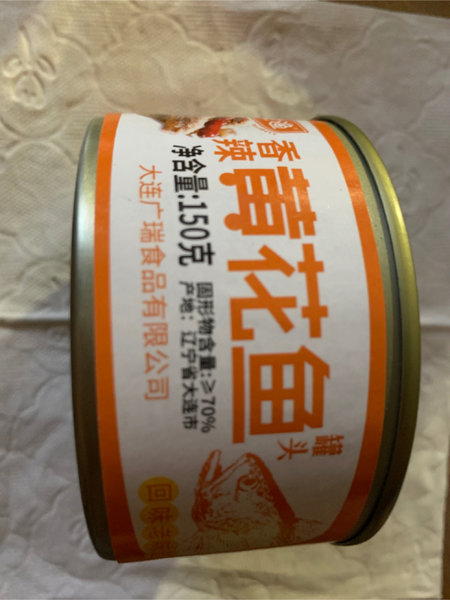 香辣
黄花鱼
罐头
净含量:150克
固形物含量:≥70%
产地:辽宁省大连市
大连广瑞食品有限公司
回味